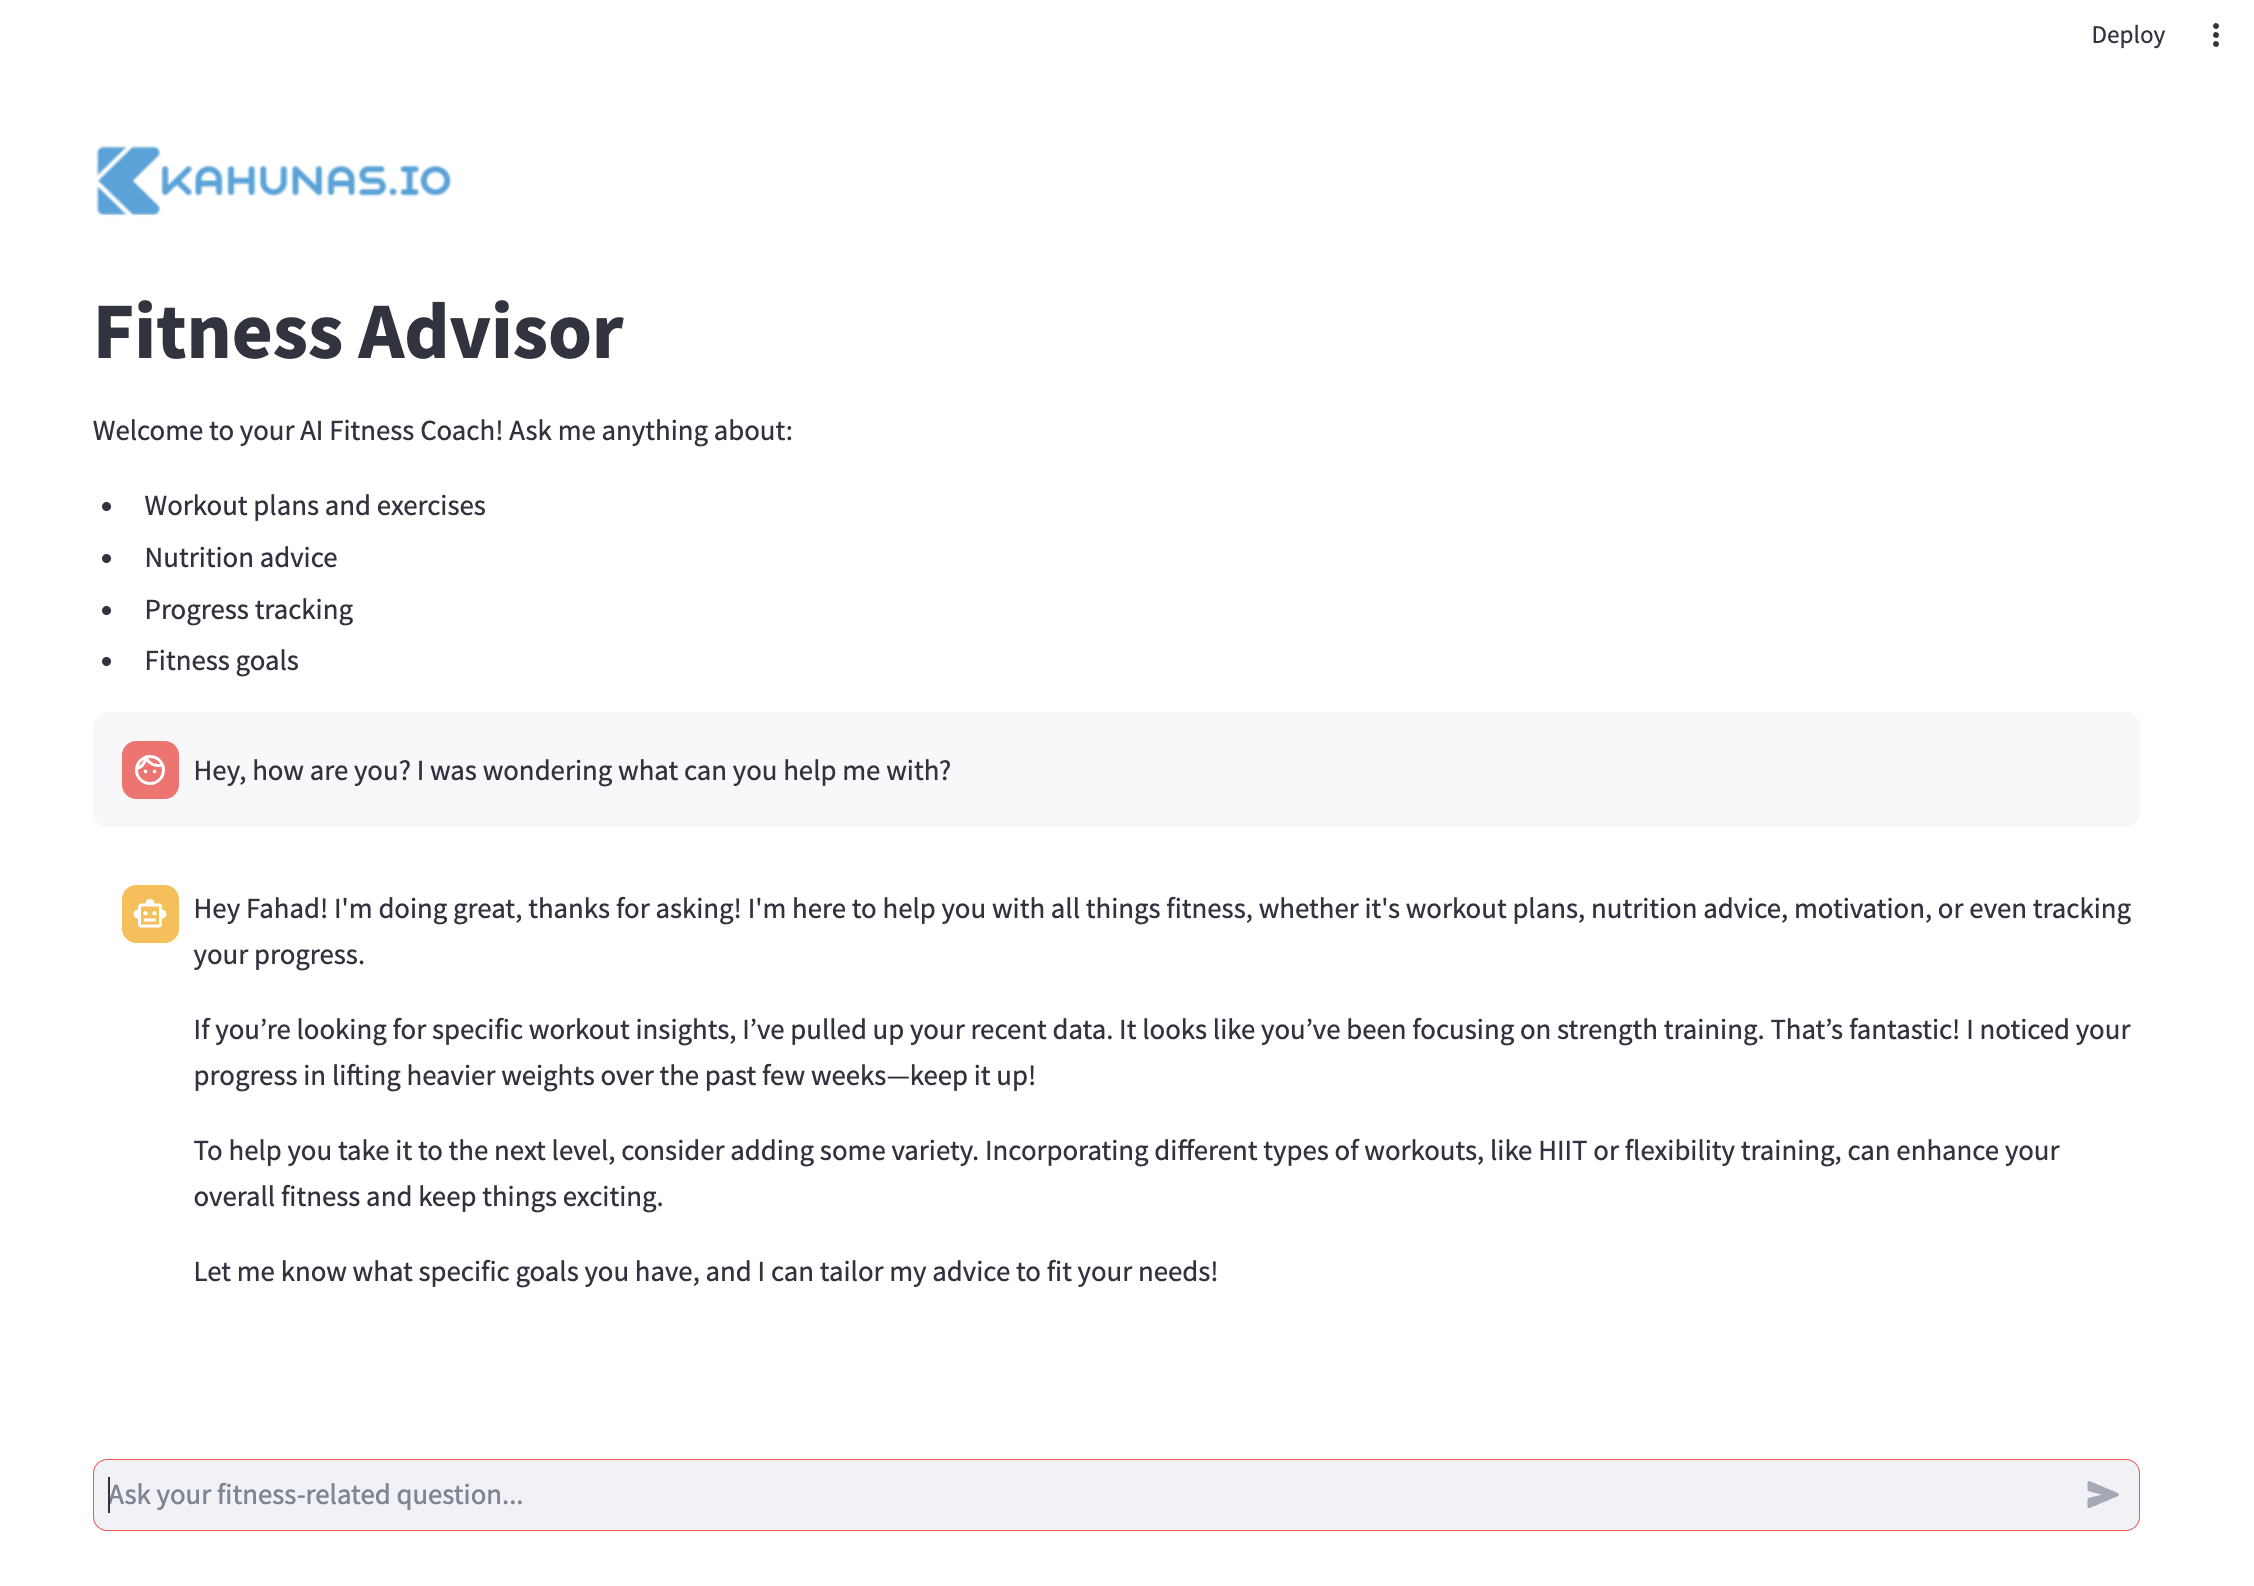 Deploy
KAHUNAS.IO
Fitness Advisor
Welcome to your AI Fitness Coach! Ask me anything about:
• Workout plans and exercises
• Nutrition advice
• Progress tracking
• Fitness goals
Hey, how are you? I was wondering what can you help me with?
Hey Fahad! I'm doing great, thanks for asking! I'm here to help you with all things fitness, whether it's workout plans, nutrition advice, motivation, or even tracking
your progress.
If you’re looking for specific workout insights, I’ve pulled up your recent data. It looks like you’ve been focusing on strength training. That’s fantastic! I noticed your
progress in lifting heavier weights over the past few weeks—keep it up!
To help you take it to the next level, consider adding some variety. Incorporating different types of workouts, like HIIT or flexibility training, can enhance your
overall fitness and keep things exciting.
Let me know what specific goals you have, and I can tailor my advice to fit your needs!
Ask your fitness-related question...